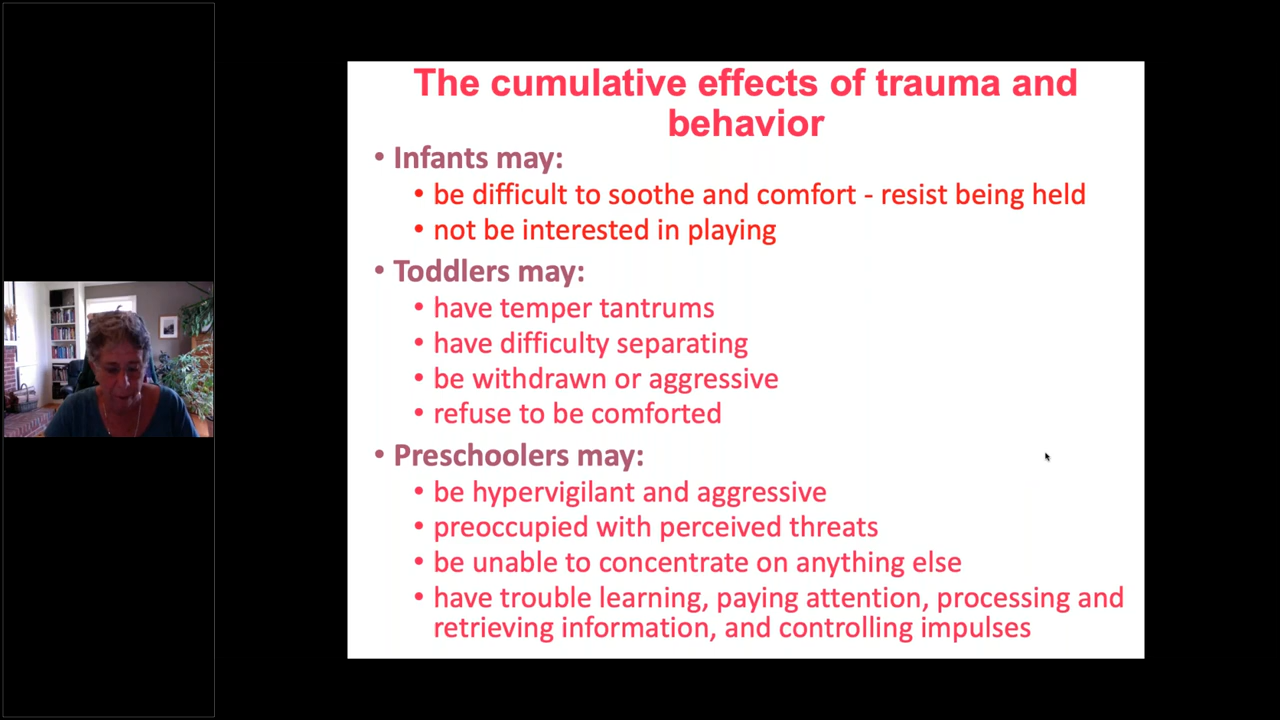 The cumulative effects of trauma and
behavior
• Infants may:
• be difficult to soothe and comfort - resist being held
• not be interested in playing
• Toddlers may:
• have temper tantrums
• have difficulty separating
• be withdrawn or aggressive
• refuse to be comforted
• Preschoolers may:
• be hypervigilant and aggressive
• preoccupied with perceived threats
• be unable to concentrate on anything else
• have trouble learning, paying attention, processing and
retrieving information, and controlling impulses